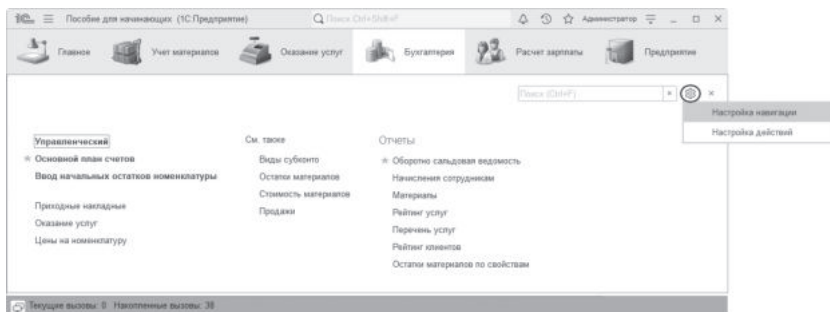 1С Пособие для начинающих (1С:Предприятие) Поиск Ctrl+Shift+F Администратор
Главное Учет материалов Оказание услуг Бухгалтерия Расчет зарплаты Предприятие
Поиск (Ctrl+F)
Настройка навигации
Настройка действий
Управленческий
Основной план счетов
Ввод начальных остатков номенклатуры
Приходные накладные
Оказание услуг
Цены на номенклатуру
См. также
Виды субконто
Остатки материалов
Стоимость материалов
Продажи
Отчеты
Оборотно сальдовая ведомость
Начисления сотрудникам
Материалы
Рейтинг услуг
Перечень услуг
Рейтинг клиентов
Остатки материалов по свойствам
Текущие вызовы: 0 Накопленные вызовы: 38